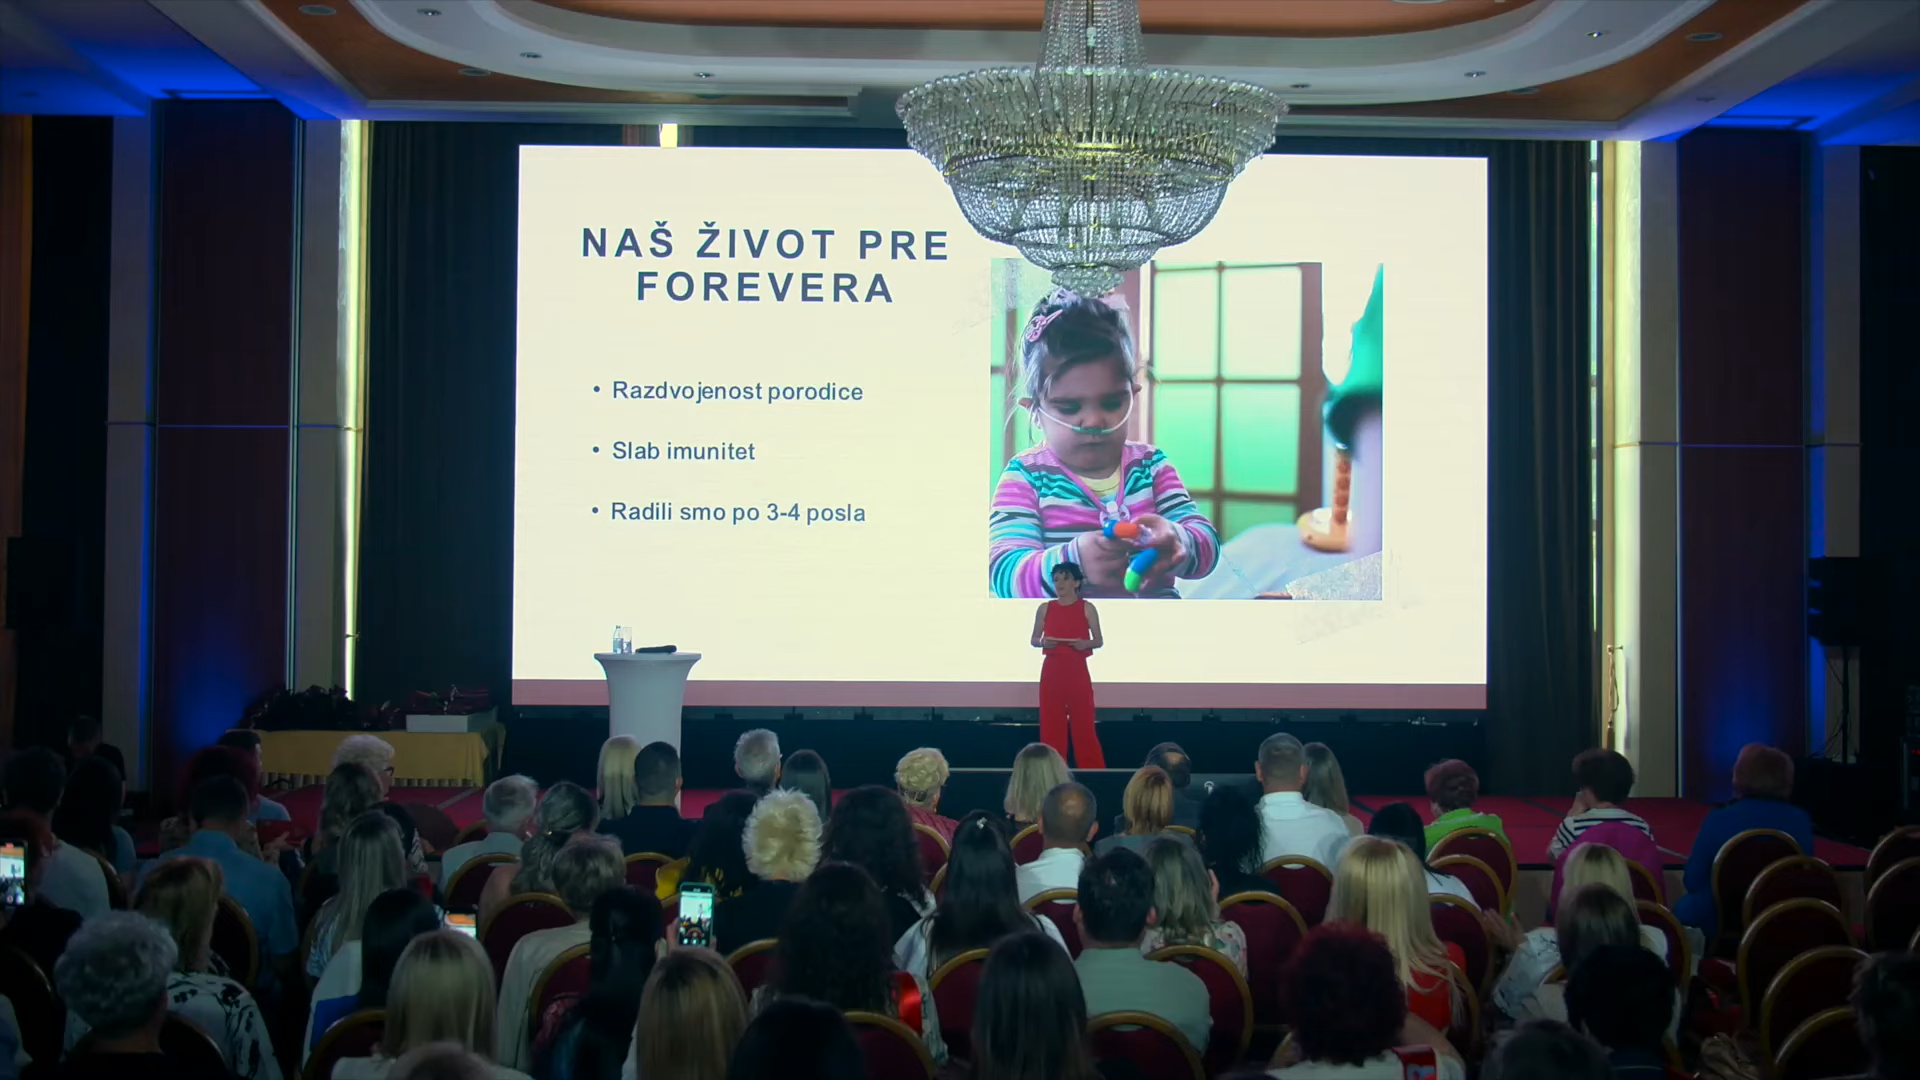 NAŠ ŽIVOT PRE
FOREVERA
• Razdvojenost porodice
• Slab imunitet
• Radili smo po 3-4 posla